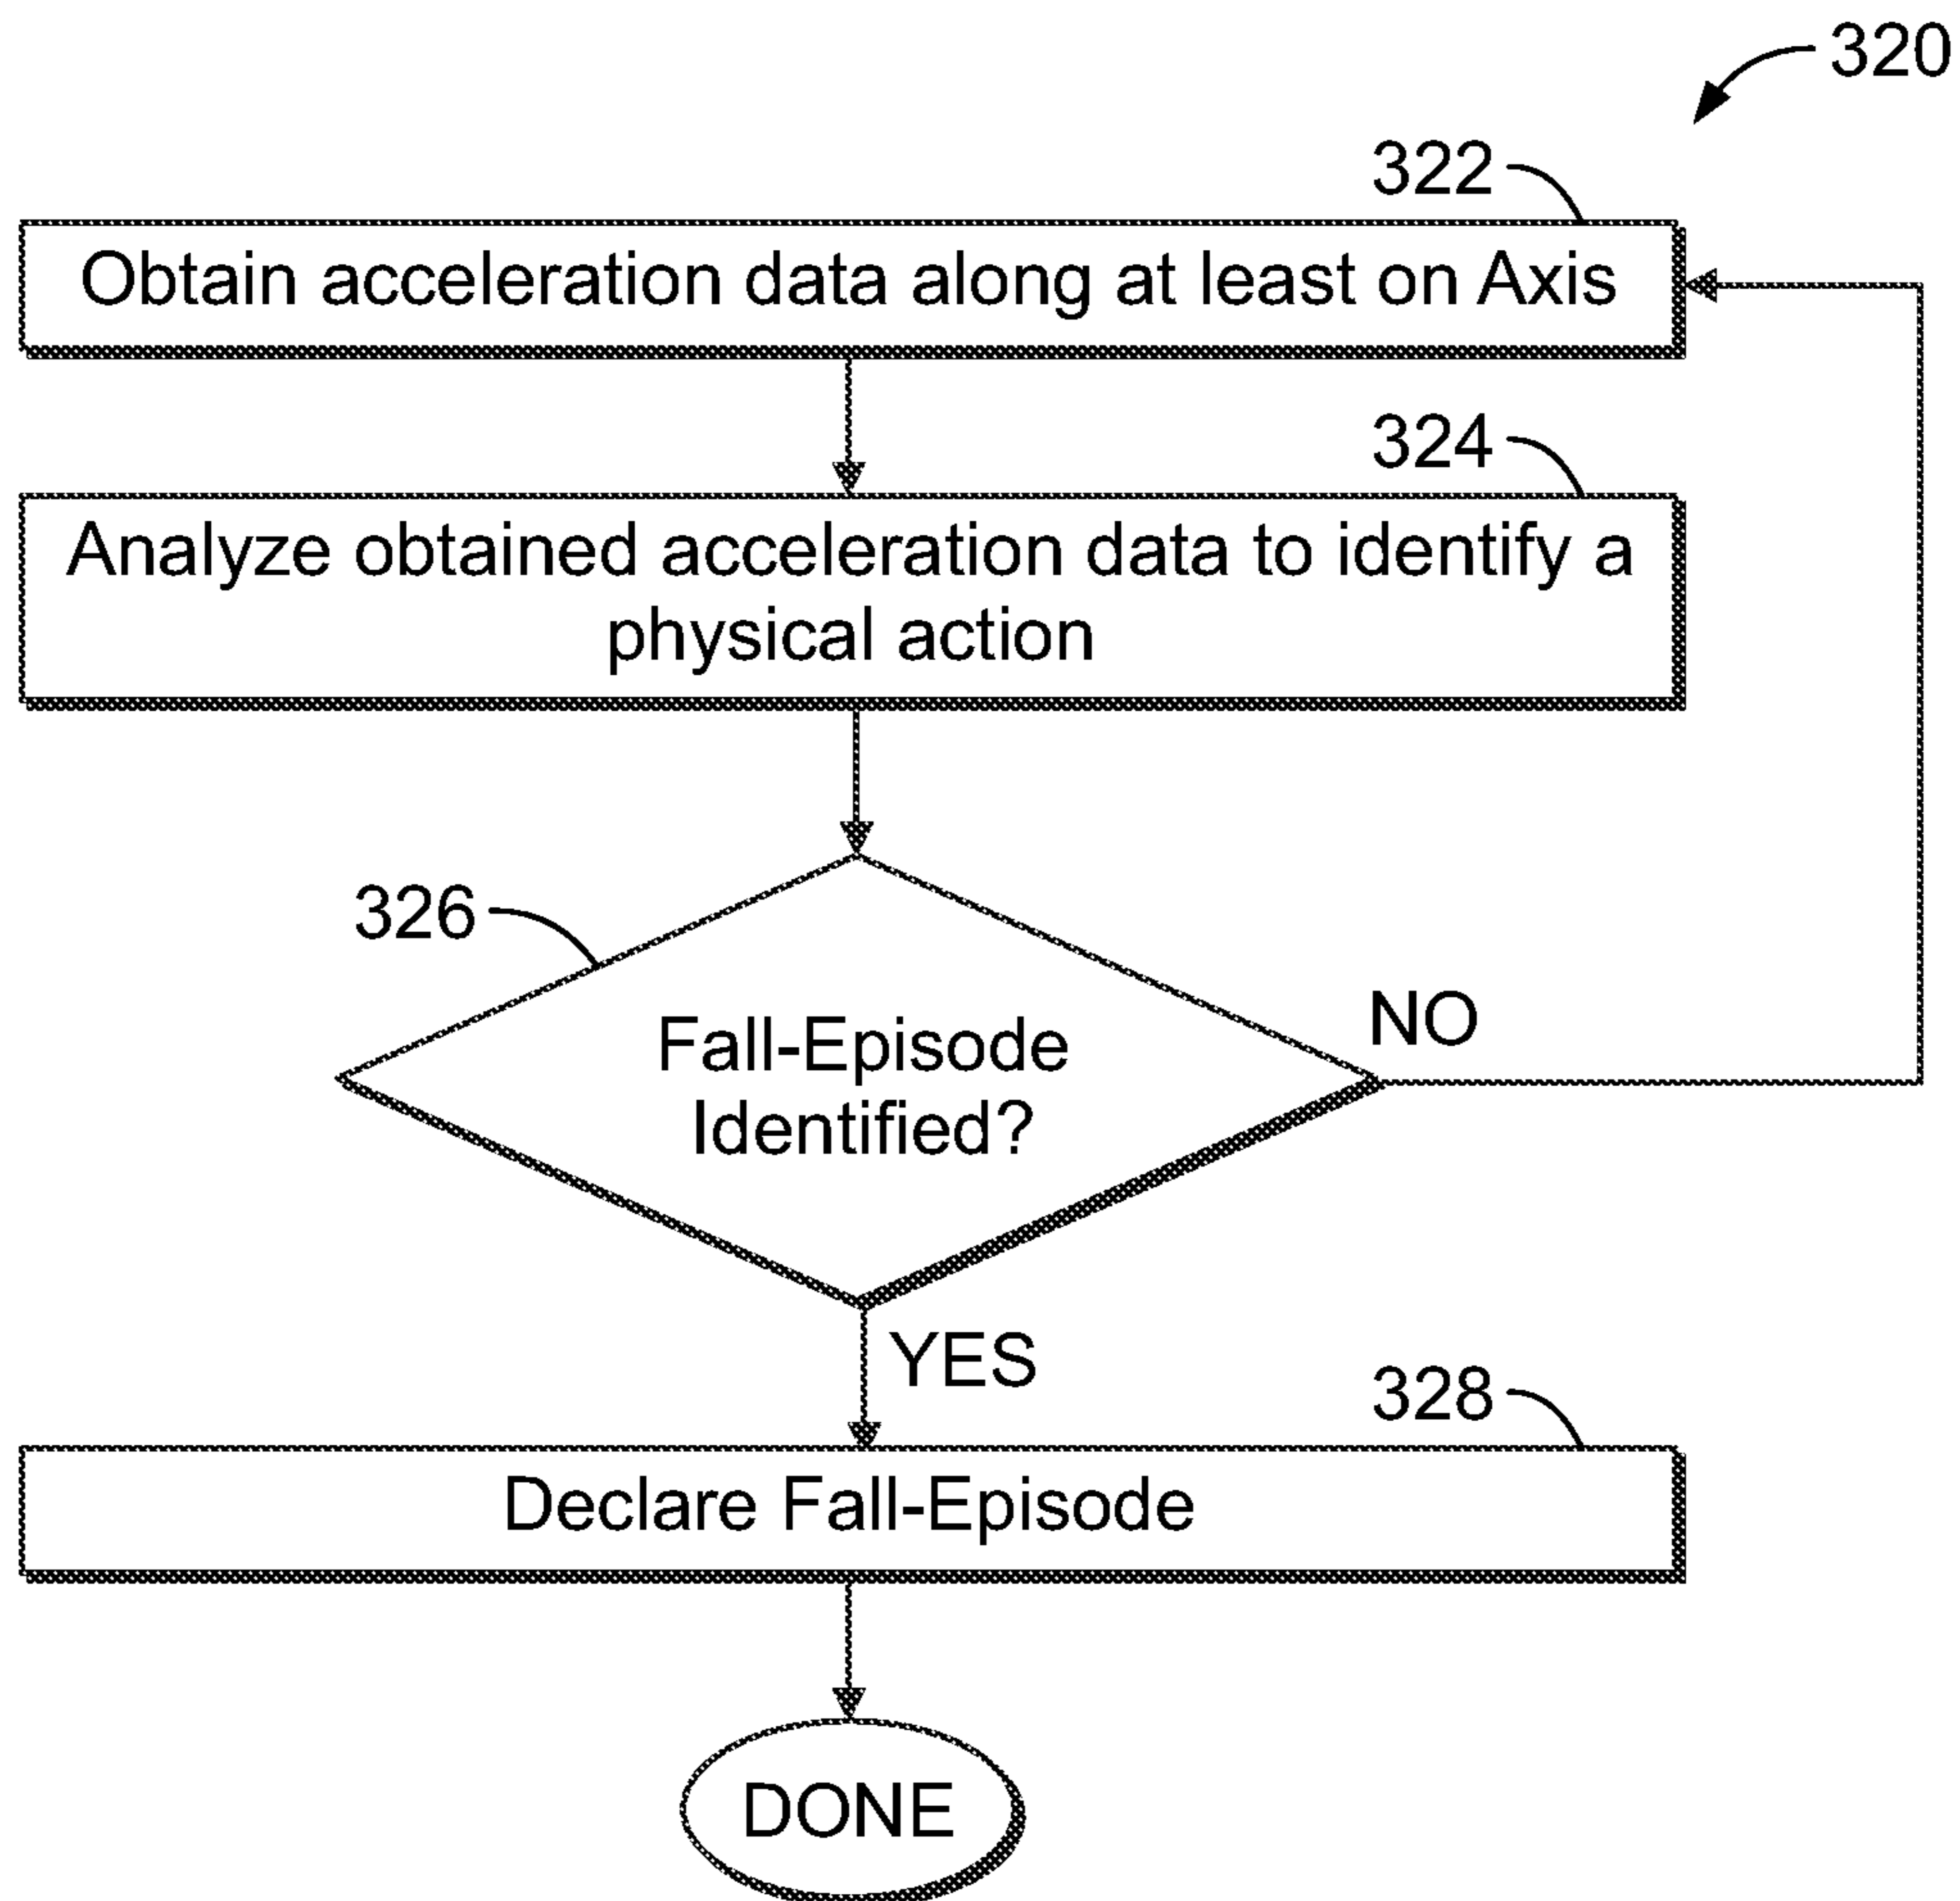 320
322
Obtain acceleration data along at least on Axis
324
Analyze obtained acceleration data to identify a
physical action
326
Fall-Episode
Identified?
NO
YES
328
Declare Fall-Episode
DONE